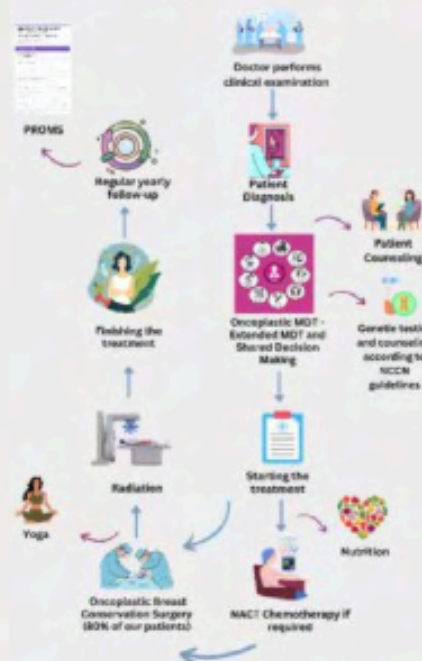 Doctor performs
clinical examination
Patient
Diagnosis
Patient
Counseling
Oncoplastic MDT -
Extended MDT and
Shared Decision
Making
Genetic testing
and counseling
according to
NCCN
guidelines
Starting the
treatment
Nutrition
NACT Chemotherapy if
required
Oncoplastic Breast
Conservation Surgery
(80% of our patients)
Yoga
Radiation
Finishing the
treatment
Regular yearly
follow-up
PROMS